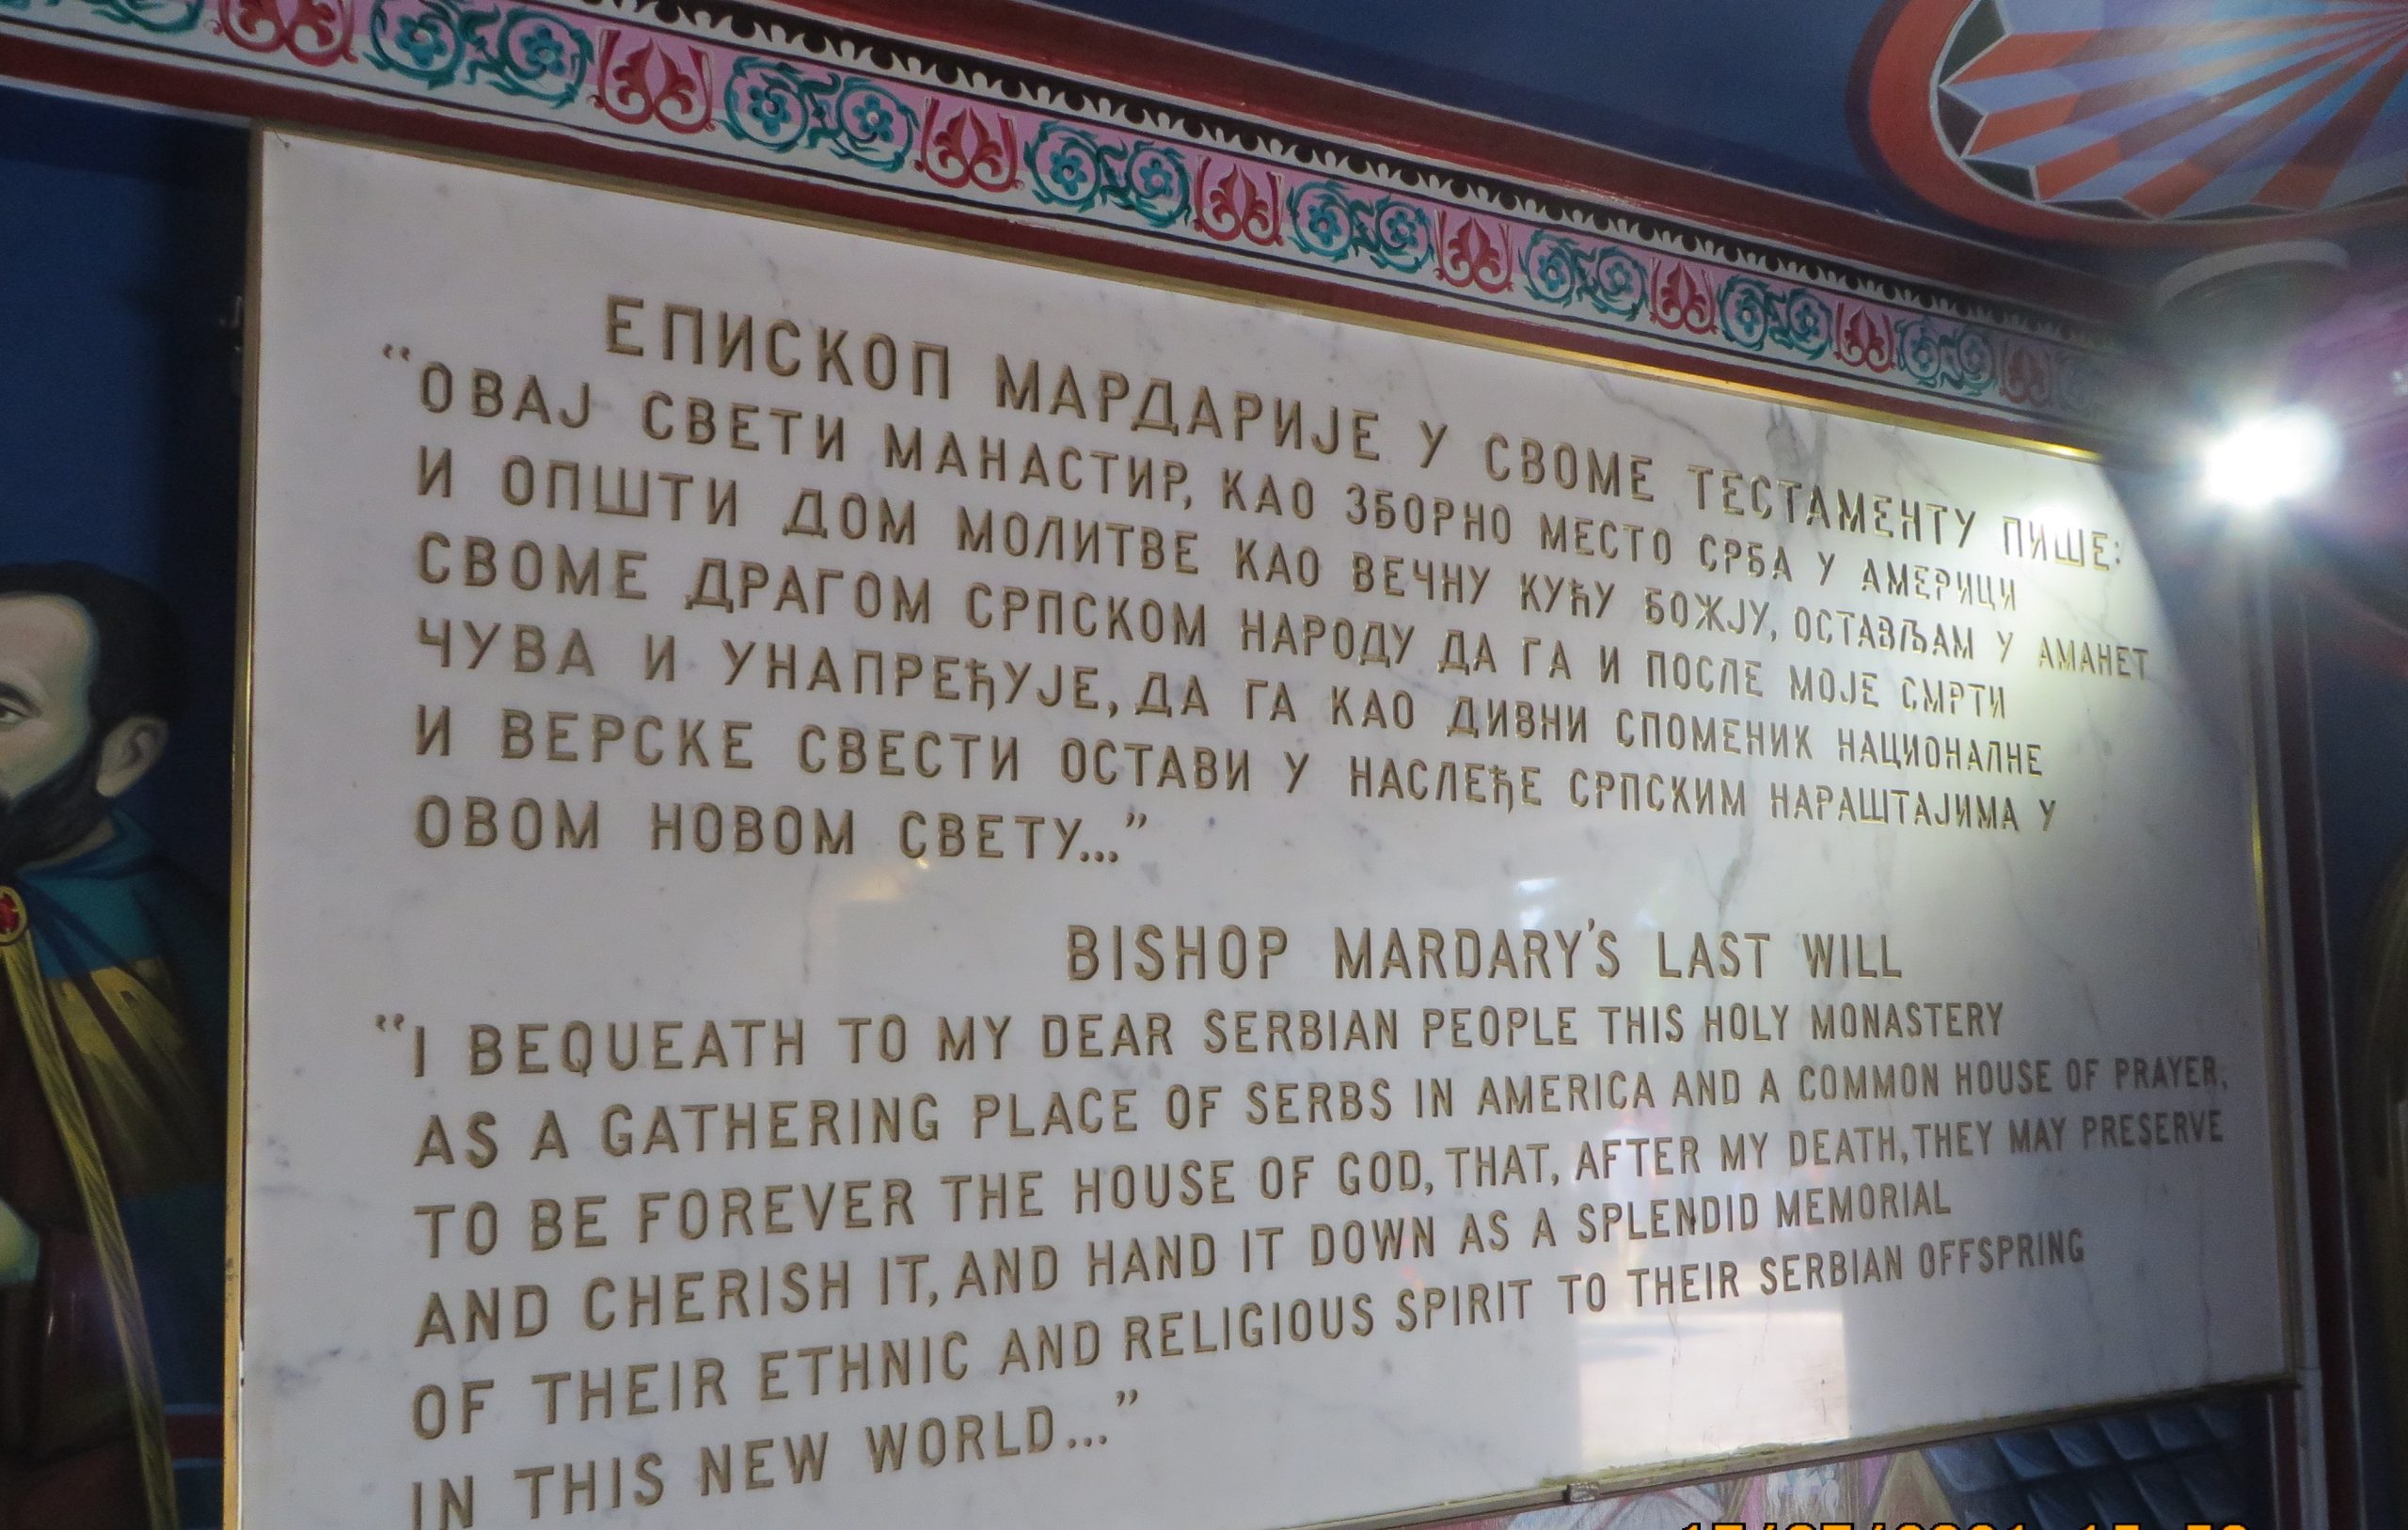 ЕПИСКОП МАРДАРИЈЕ У СВОМЕ ТЕСТАМЕНТУ ПИШЕ:
“ОВАЈ СВЕТИ МАНАСТИР, КАО ЗБОРНО МЕСТО СРБА У АМЕРИЦИ
И ОПШТИ ДОМ МОЛИТВЕ КАО ВЕЧНУ КУЋУ БОЖЈУ, ОСТАВЉАМ У АМАНЕТ
СВОМЕ ДРАГОМ СРПСКОМ НАРОДУ ДА ГА И ПОСЛЕ МОЈЕ СМРТИ
ЧУВА И УНАПРЕЂУЈЕ, ДА ГА КАО ДИВНИ СПОМЕНИК НАЦИОНАЛНЕ
И ВЕРСКЕ СВЕСТИ ОСТАВИ У НАСЛЕЂЕ СРПСКИМ НАРАШТАЈИМА У
ОВОМ НОВОМ СВЕТУ...”
BISHOP MARDARY'S LAST WILL
“I BEQUEATH TO MY DEAR SERBIAN PEOPLE THIS HOLY MONASTERY
AS A GATHERING PLACE OF SERBS IN AMERICA AND A COMMON HOUSE OF PRAYER,
TO BE FOREVER THE HOUSE OF GOD, THAT, AFTER MY DEATH, THEY MAY PRESERVE
AND CHERISH IT, AND HAND IT DOWN AS A SPLENDID MEMORIAL
OF THEIR ETHNIC AND RELIGIOUS SPIRIT TO THEIR SERBIAN OFFSPRING
IN THIS NEW WORLD...”